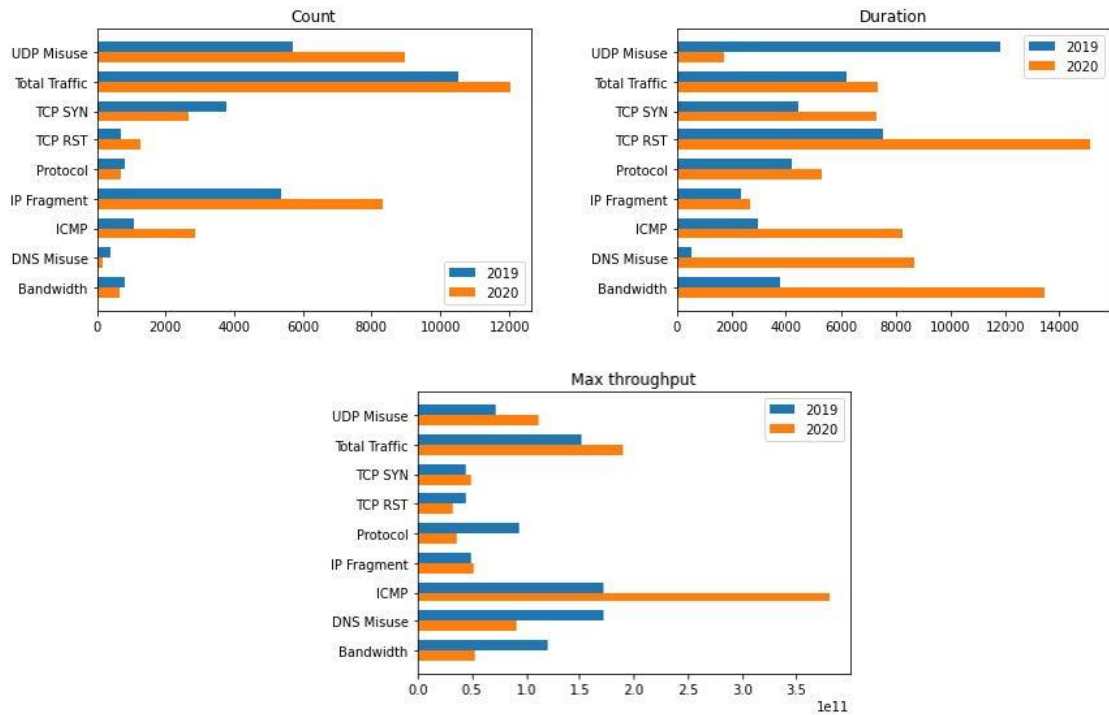 Count
UDP Misuse
Total Traffic
TCP SYN
TCP RST
Protocol
IP Fragment
ICMP
DNS Misuse
Bandwidth
2019
2020
0 2000 4000 6000 8000 10000 12000
Duration
2019
2020
UDP Misuse
Total Traffic
TCP SYN
TCP RST
Protocol
IP Fragment
ICMP
DNS Misuse
Bandwidth
0 2000 4000 6000 8000 10000 12000 14000
Max throughput
2019
2020
UDP Misuse
Total Traffic
TCP SYN
TCP RST
Protocol
IP Fragment
ICMP
DNS Misuse
Bandwidth
0.0 0.5 1.0 1.5 2.0 2.5 3.0 3.5
1e11